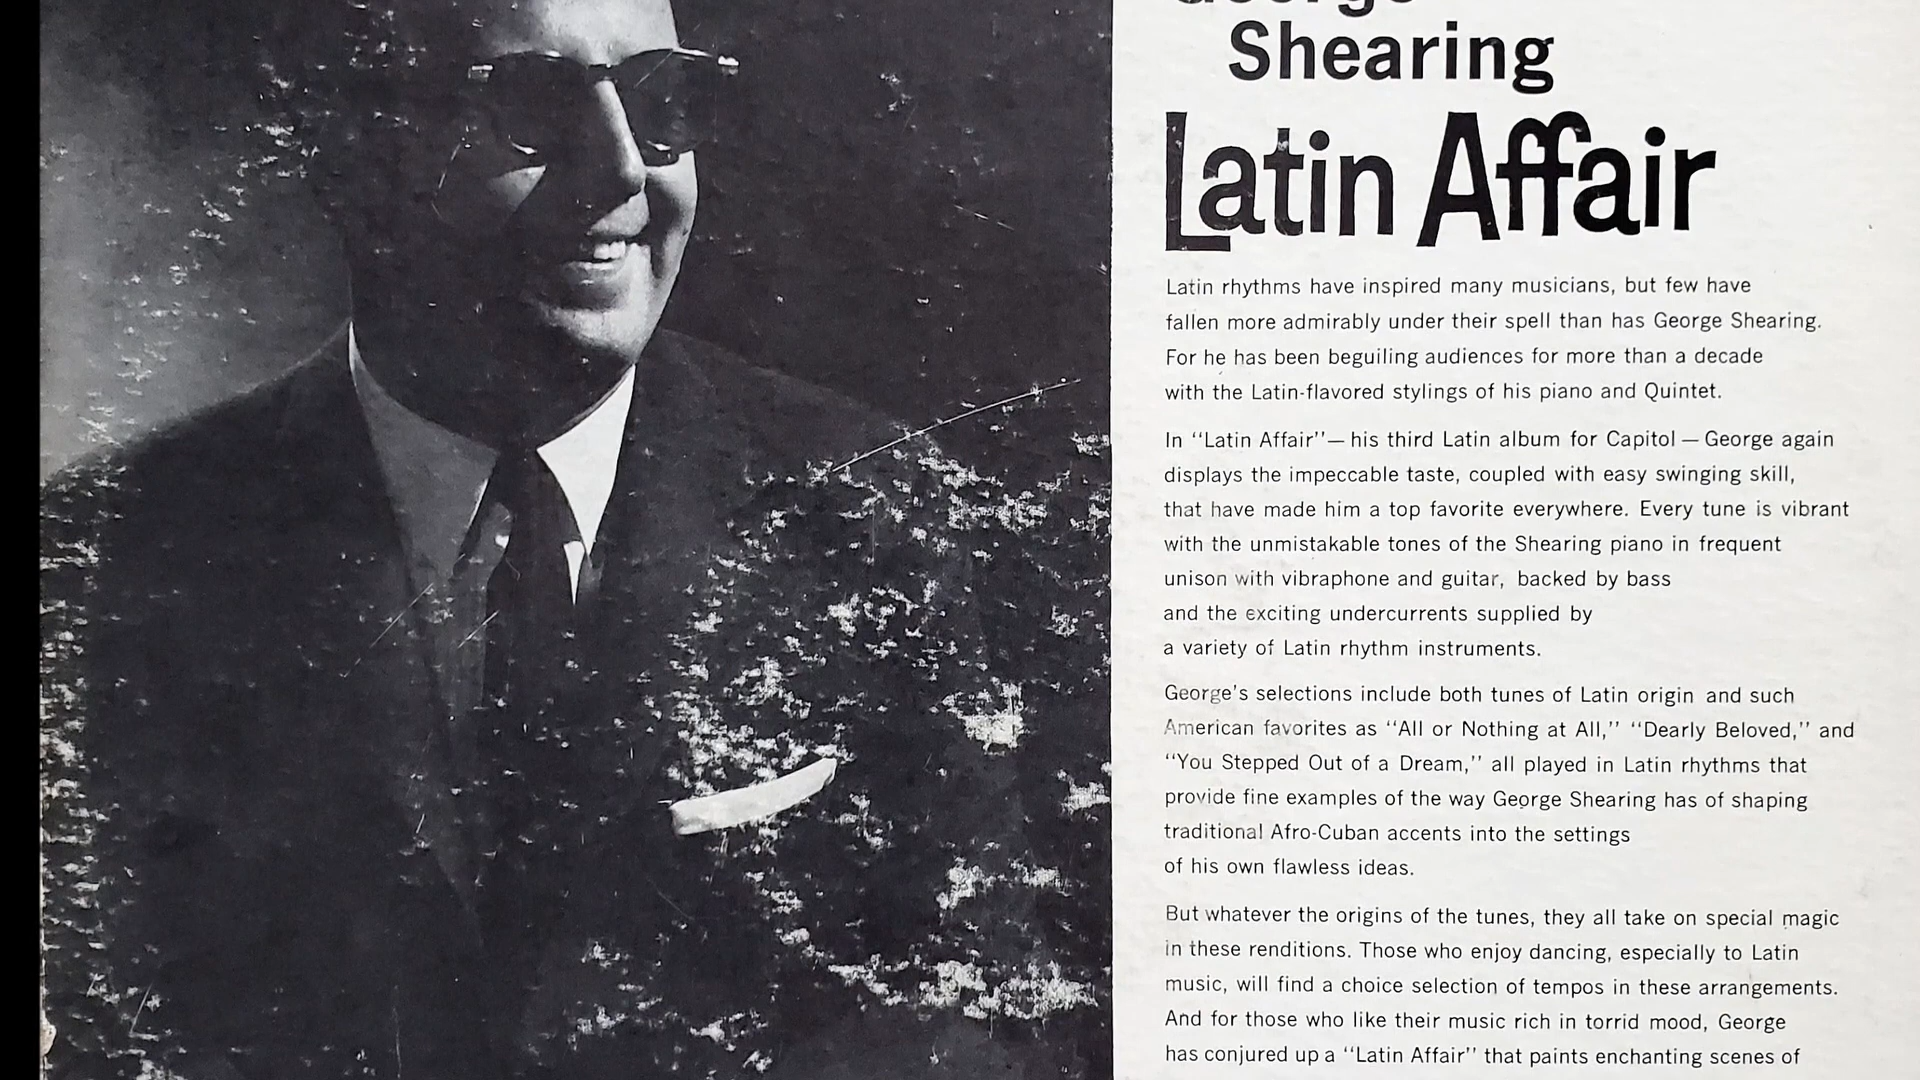 George
Shearing
Latin Affair
Latin rhythms have inspired many musicians, but few have
fallen more admirably under their spell than has George Shearing.
For he has been beguiling audiences for more than a decade
with the Latin-flavored stylings of his piano and Quintet.
In “Latin Affair”— his third Latin album for Capitol — George again
displays the impeccable taste, coupled with easy swinging skill,
that have made him a top favorite everywhere. Every tune is vibrant
with the unmistakable tones of the Shearing piano in frequent
unison with vibraphone and guitar, backed by bass
and the exciting undercurrents supplied by
a variety of Latin rhythm instruments.
George’s selections include both tunes of Latin origin and such
American favorites as “All or Nothing at All,” “Dearly Beloved,” and
“You Stepped Out of a Dream,” all played in Latin rhythms that
provide fine examples of the way George Shearing has of shaping
traditional Afro-Cuban accents into the settings
of his own flawless ideas.
But whatever the origins of the tunes, they all take on special magic
in these renditions. Those who enjoy dancing, especially to Latin
music, will find a choice selection of tempos in these arrangements.
And for those who like their music rich in torrid mood, George
has conjured up a “Latin Affair” that paints enchanting scenes of